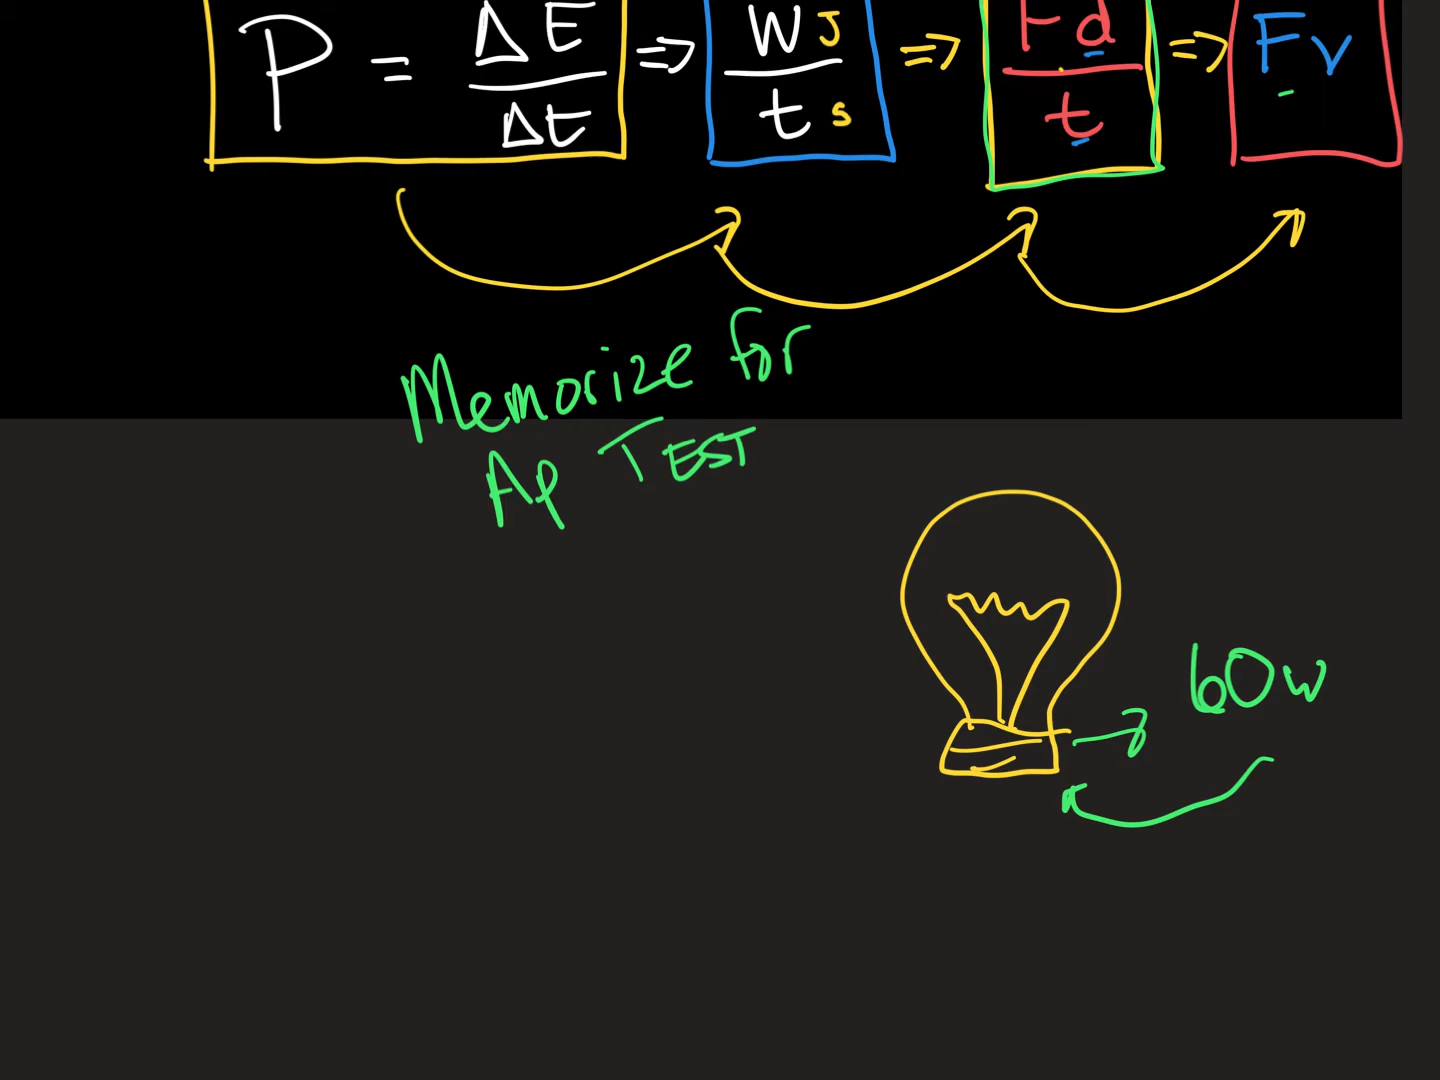 P = ΔE/Δt ⇒ W J/t s ⇒ Fd/t ⇒ Fv
Memorize for
Ap TEST
60w